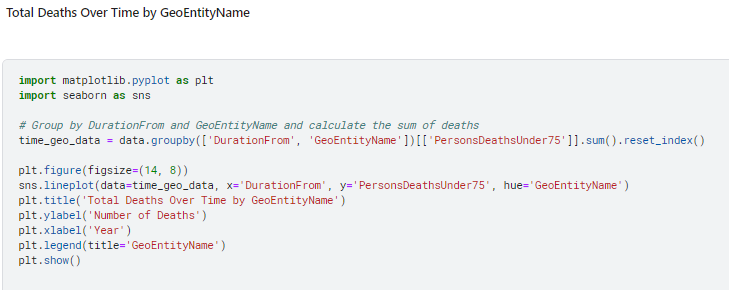 Total Deaths Over Time by GeoEntityName
import matplotlib.pyplot as plt
import seaborn as sns
# Group by DurationFrom and GeoEntityName and calculate the sum of deaths
time_geo_data = data.groupby(['DurationFrom', 'GeoEntityName'])[['PersonsDeathsUnder75']].sum().reset_index()
plt.figure(figsize=(14, 8))
sns.lineplot(data=time_geo_data, x='DurationFrom', y='PersonsDeathsUnder75', hue='GeoEntityName')
plt.title('Total Deaths Over Time by GeoEntityName')
plt.ylabel('Number of Deaths')
plt.xlabel('Year')
plt.legend(title='GeoEntityName')
plt.show()